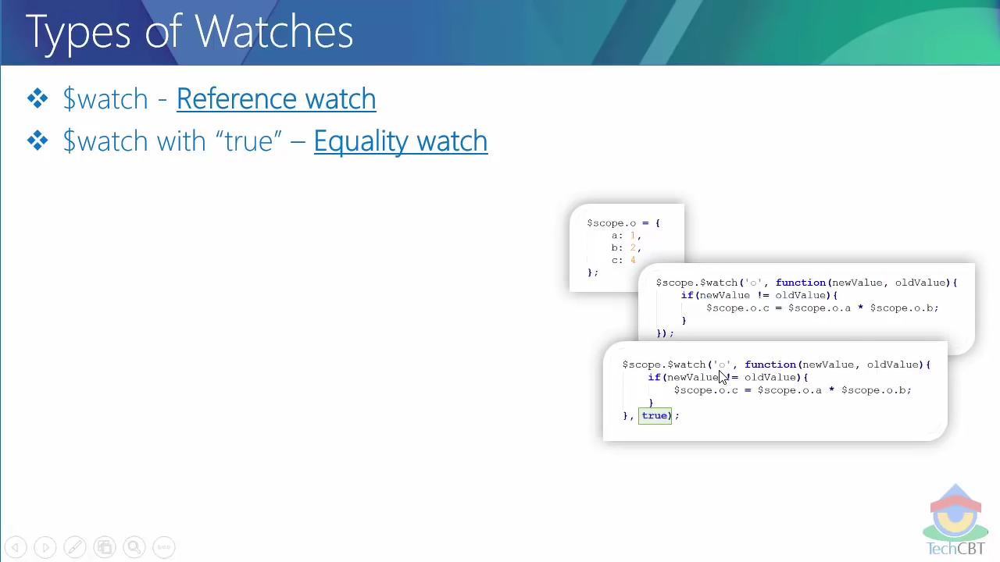 Types of Watches
$watch - Reference watch
$watch with “true” – Equality watch
$scope.o = {
a: 1,
b: 2,
c: 4
};
$scope.$watch('o', function(newValue, oldValue){
if(newValue != oldValue){
$scope.o.c = $scope.o.a * $scope.o.b;
}
});
$scope.$watch('o', function(newValue, oldValue){
if(newValue != oldValue){
$scope.o.c = $scope.o.a * $scope.o.b;
}
}, true);
TechCBT